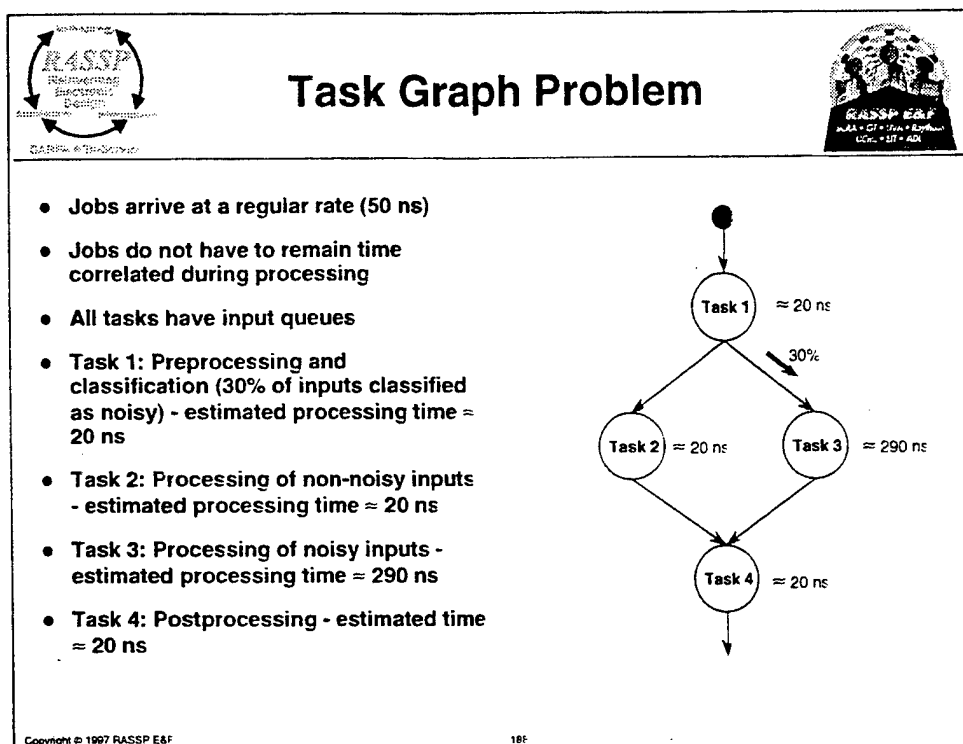 RASSP
Reinventing
Electronic
Design
Task Graph Problem
RASSP E&F
• Jobs arrive at a regular rate (50 ns)
• Jobs do not have to remain time
correlated during processing
• All tasks have input queues
• Task 1: Preprocessing and
classification (30% of inputs classified
as noisy) - estimated processing time ≈
20 ns
• Task 2: Processing of non-noisy inputs
- estimated processing time ≈ 20 ns
• Task 3: Processing of noisy inputs -
estimated processing time ≈ 290 ns
• Task 4: Postprocessing - estimated time
≈ 20 ns
Task 1 ≈ 20 ns
30%
Task 2 ≈ 20 ns
Task 3 ≈ 290 ns
Task 4 ≈ 20 ns
Copyright © 1997 RASSP E&F